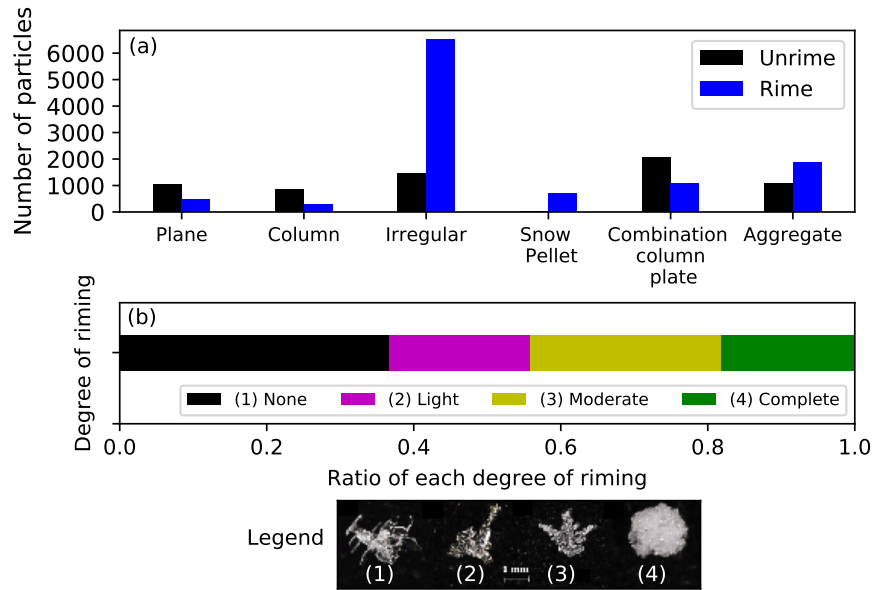 (a)
Number of particles
6000
5000
4000
3000
2000
1000
0
Unrime
Rime
Plane
Column
Irregular
Snow
Pellet
Combination
column
plate
Aggregate
(b)
Degree of riming
(1) None
(2) Light
(3) Moderate
(4) Complete
0.0
0.2
0.4
0.6
0.8
1.0
Ratio of each degree of riming
Legend
(1)
(2)
1 mm
(3)
(4)